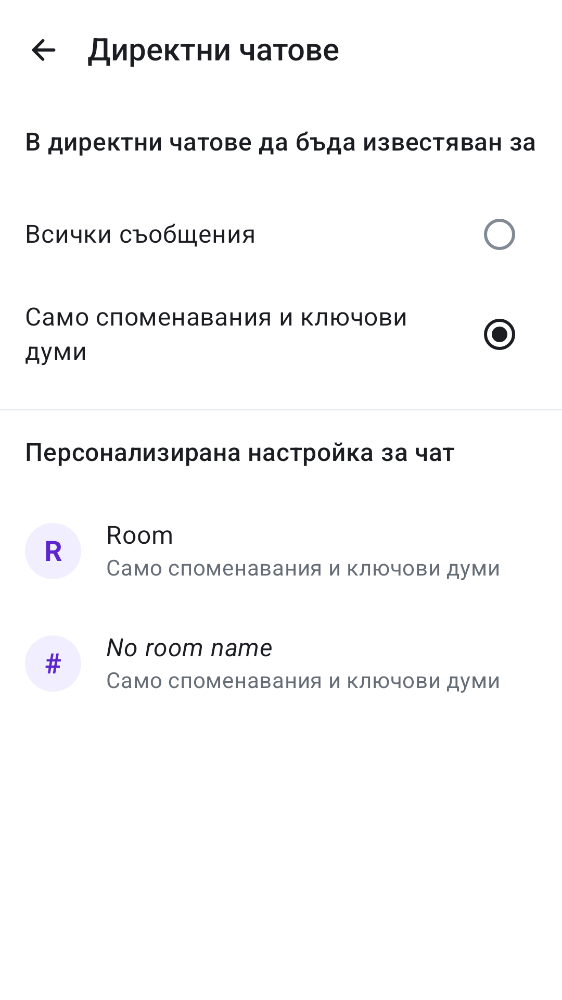 Директни чатове
В директни чатове да бъда известяван за
Всички съобщения
Само споменавания и ключови
думи
Персонализирана настройка за чат
R
Room
Само споменавания и ключови думи
#
No room name
Само споменавания и ключови думи